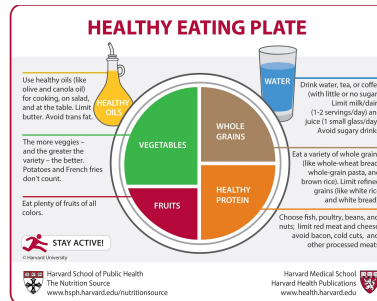 HEALTHY EATING PLATE
Use healthy oils (like
olive and canola oil)
for cooking, on salad,
and at the table. Limit
butter. Avoid trans fat.
HEALTHY
OILS
The more veggies –
and the greater the
variety – the better.
Potatoes and French fries
don't count.
Eat plenty of fruits of all
colors.
STAY ACTIVE!
© Harvard University
VEGETABLES
FRUITS
WHOLE
GRAINS
HEALTHY
PROTEIN
WATER
Drink water, tea, or coffe
(with little or no sugar
Limit milk/dair
(1-2 servings/day) an
juice (1 small glass/day
Avoid sugary drink
Eat a variety of whole grain
(like whole-wheat brea
whole-grain pasta, an
brown rice). Limit refine
grains (like white ric
and white bread
Choose fish, poultry, beans, an
nuts; limit red meat and chees
avoid bacon, cold cuts, an
other processed meat
Harvard School of Public Health
The Nutrition Source
www.hsph.harvard.edu/nutritionsource
Harvard Medical School
Harvard Health Publications
www.health.harvard.edu